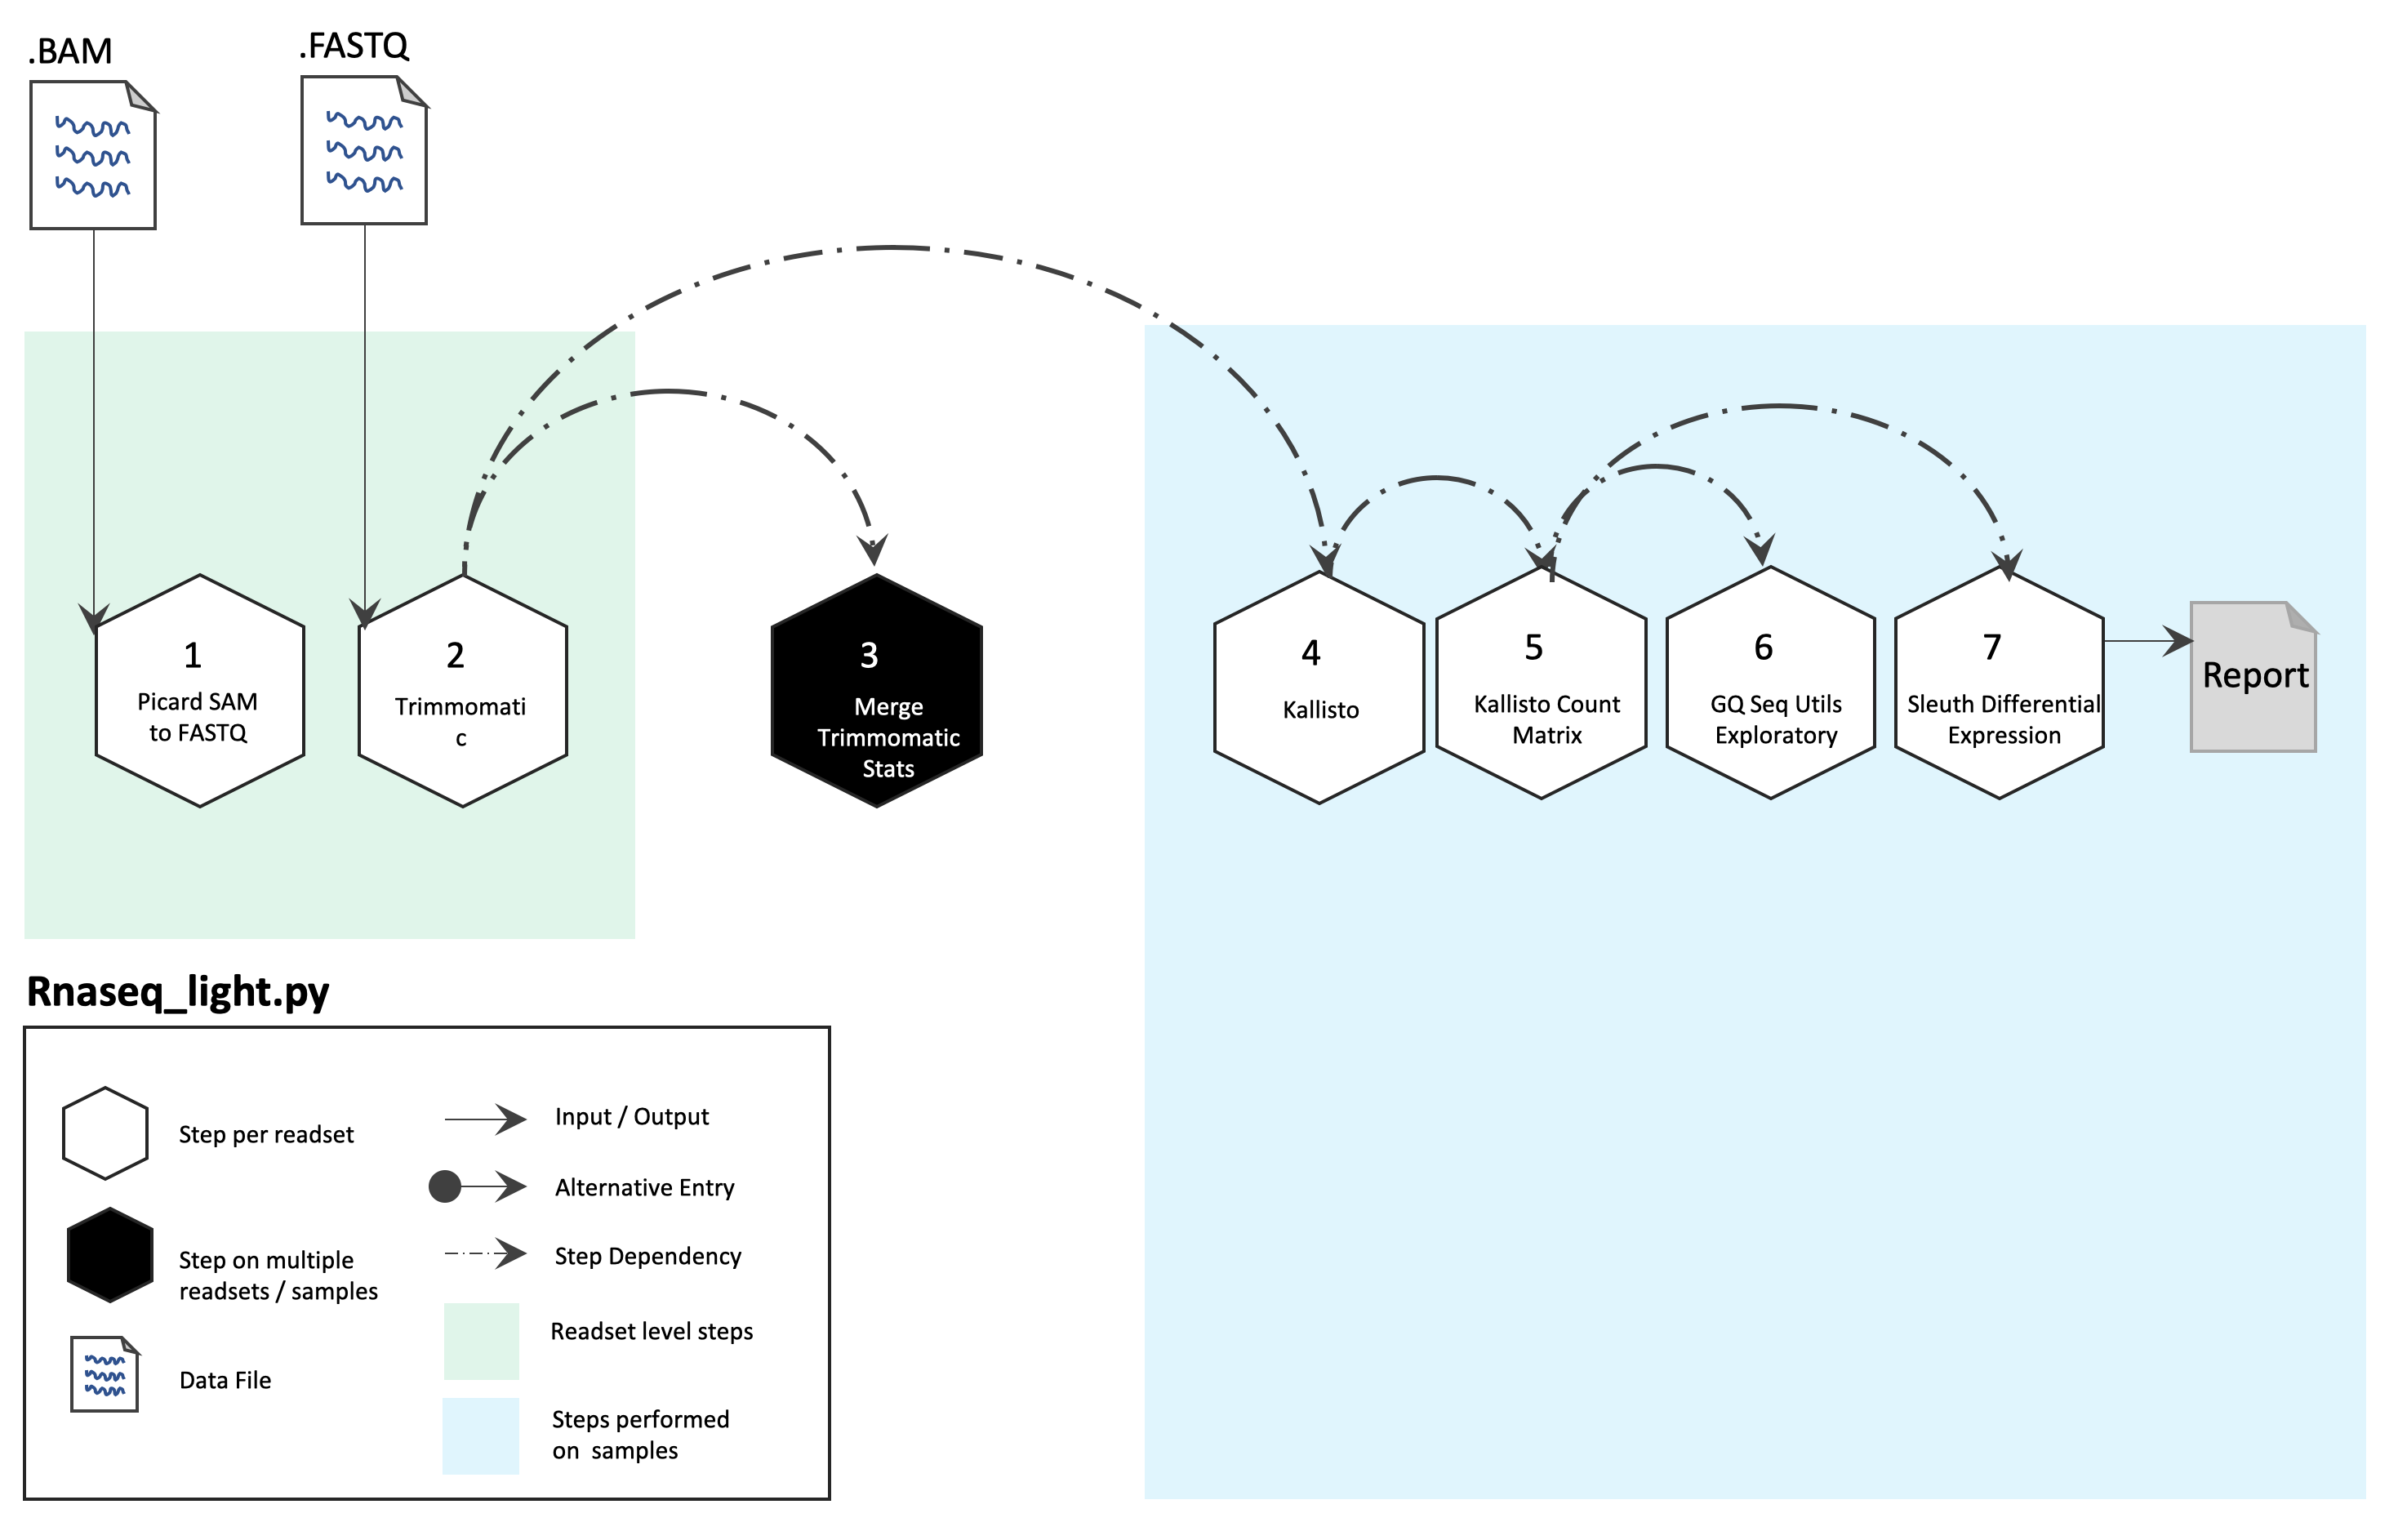 .BAM
.FASTQ
1
Picard SAM
to FASTQ
2
Trimmomati
c
3
Merge
Trimmomatic
Stats
4
Kallisto
5
Kallisto Count
Matrix
6
GQ Seq Utils
Exploratory
7
Sleuth Differential
Expression
Report
Rnaseq_light.py
Step per readset
Step on multiple
readsets / samples
Data File
Input / Output
Alternative Entry
Step Dependency
Readset level steps
Steps performed
on samples